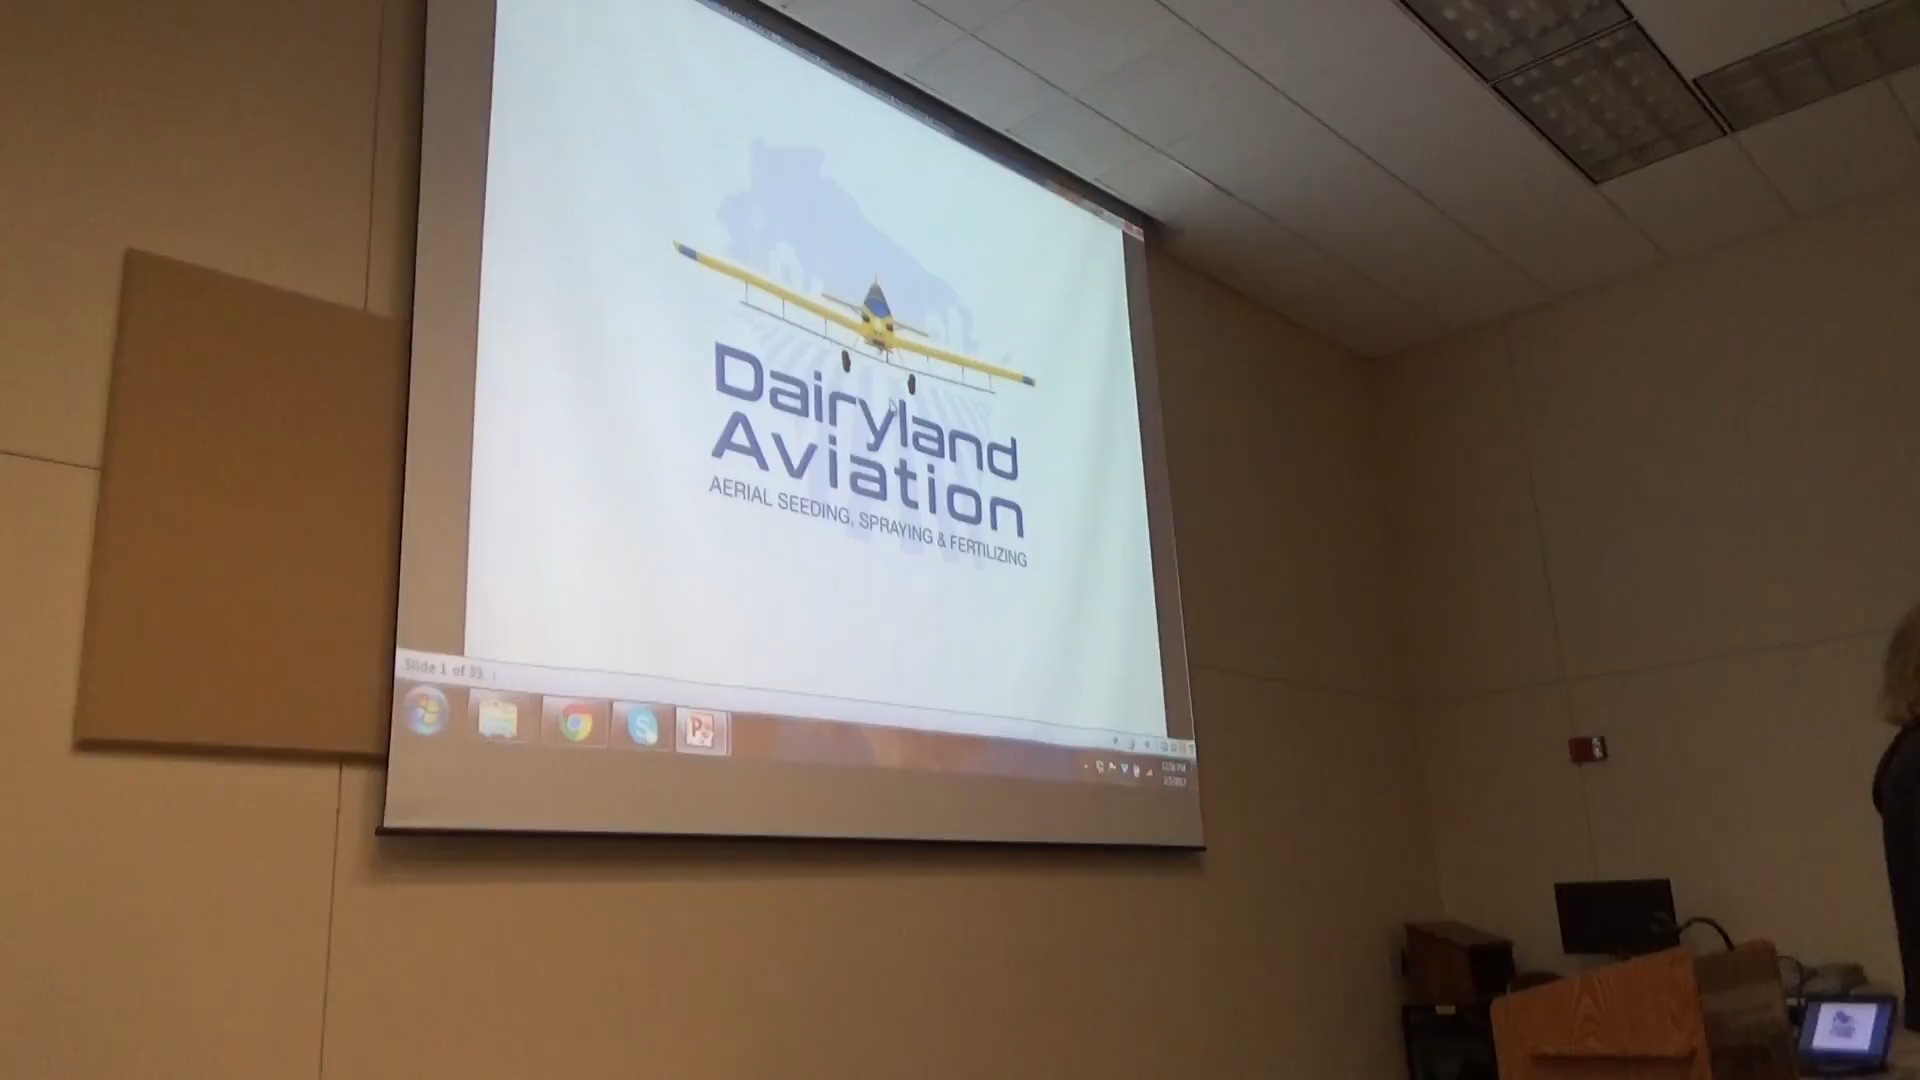 Dairyland
Aviation
AERIAL SEEDING, SPRAYING & FERTILIZING
Slide 1 of 33